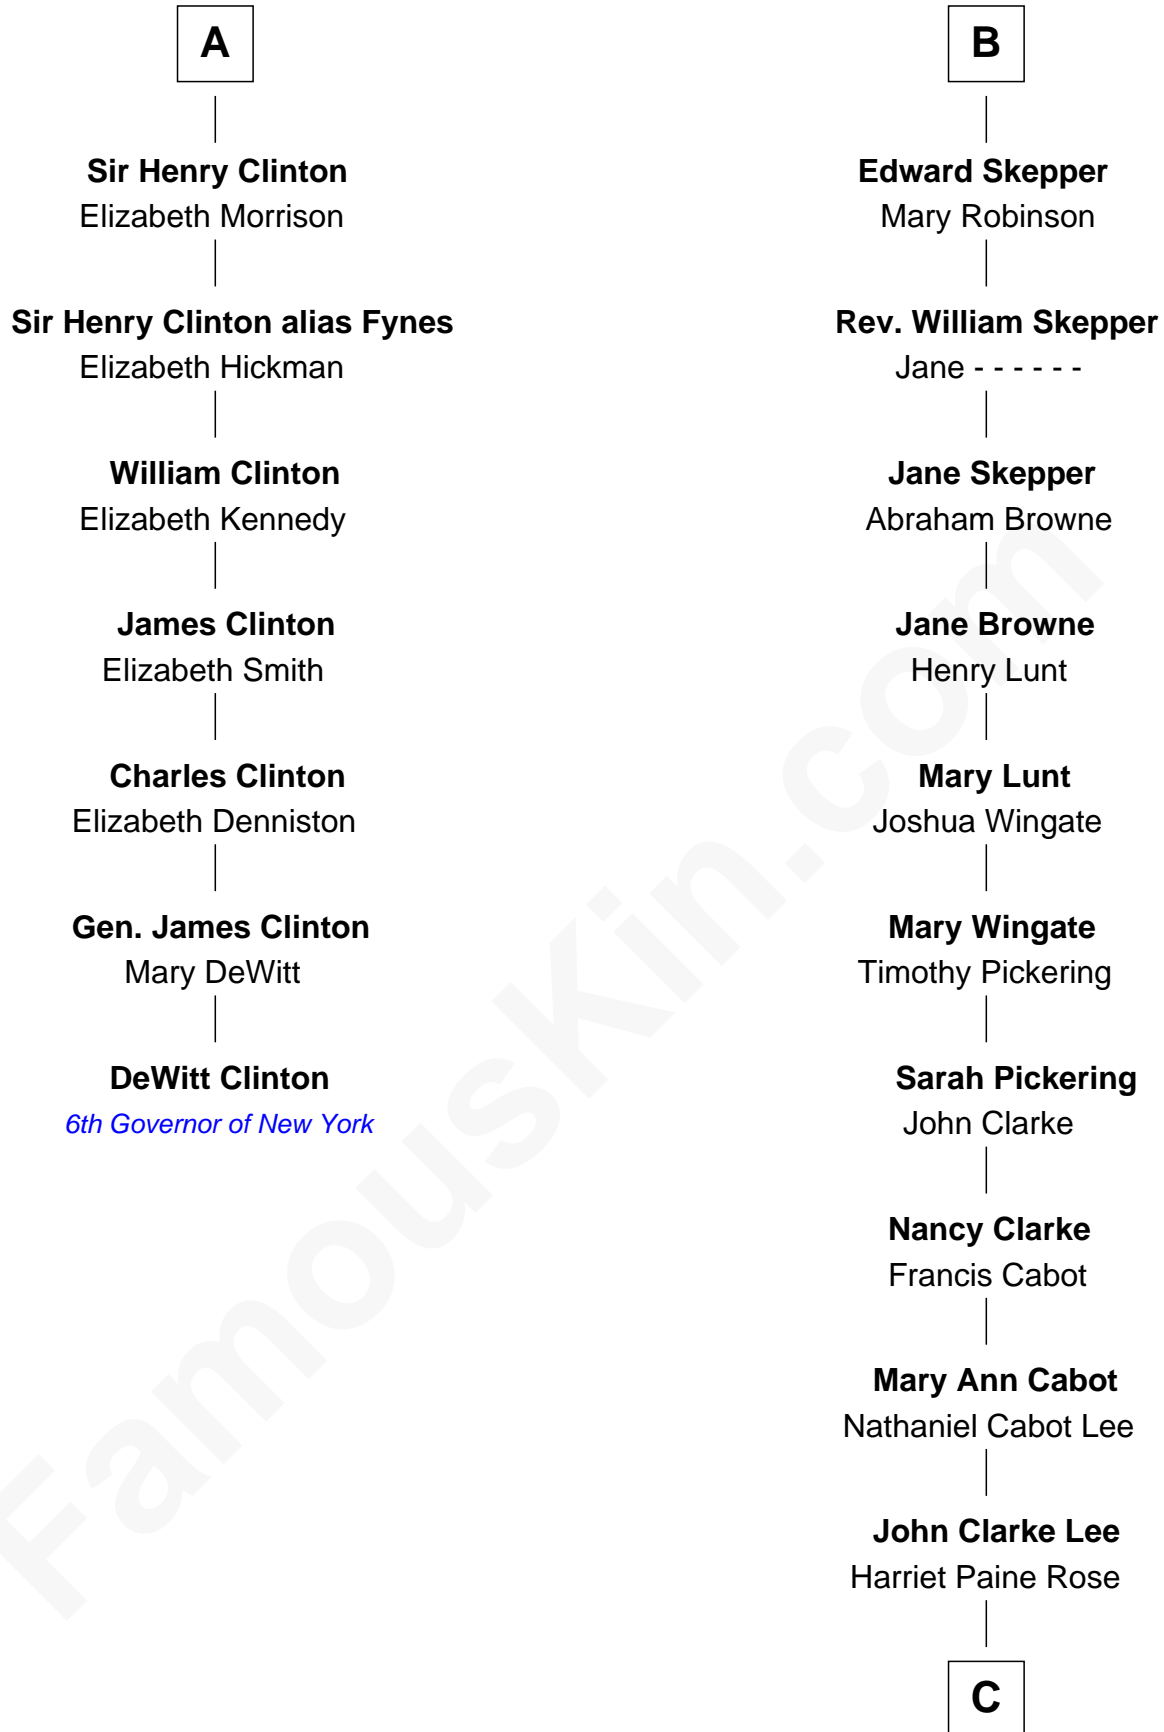 A
Sir Henry Clinton
Elizabeth Morrison
Sir Henry Clinton alias Fynes
Elizabeth Hickman
William Clinton
Elizabeth Kennedy
James Clinton
Elizabeth Smith
Charles Clinton
Elizabeth Denniston
Gen. James Clinton
Mary DeWitt
DeWitt Clinton
6th Governor of New York
B
Edward Skepper
Mary Robinson
Rev. William Skepper
Jane - - - - - -
Jane Skepper
Abraham Browne
Jane Browne
Henry Lunt
Mary Lunt
Joshua Wingate
Mary Wingate
Timothy Pickering
Sarah Pickering
John Clarke
Nancy Clarke
Francis Cabot
Mary Ann Cabot
Nathaniel Cabot Lee
John Clarke Lee
Harriet Paine Rose
C
FamousKin.com